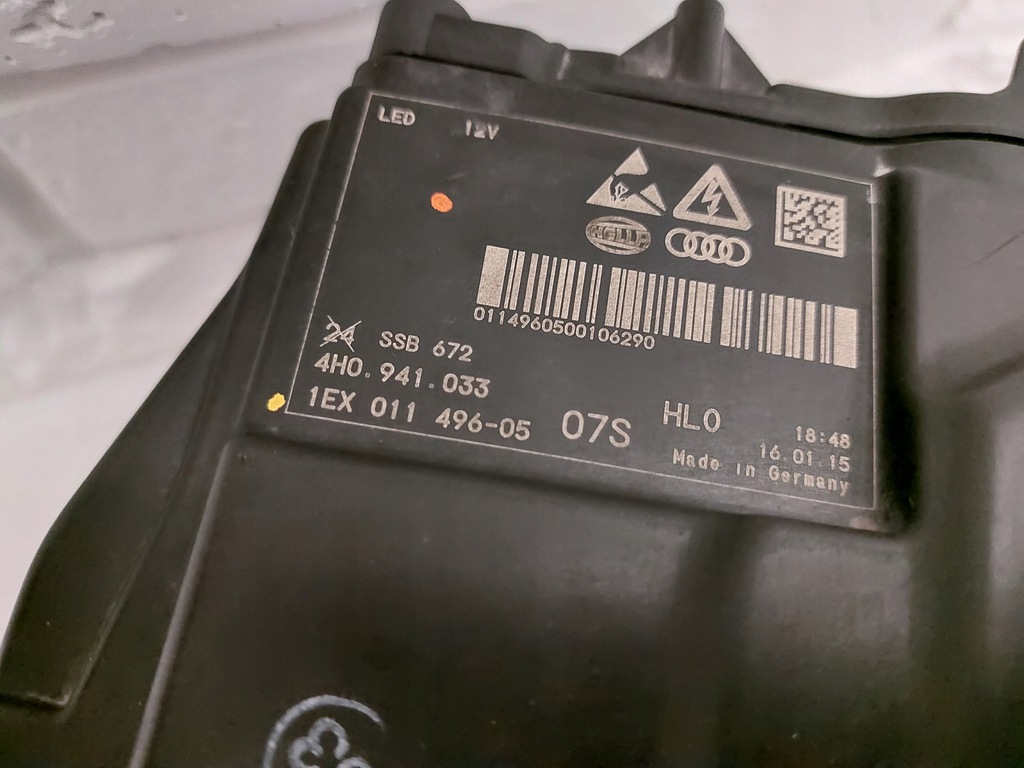 LED 12V
HELLA
0114960500106290
24 SSB 672
4H0.941.033
1EX 011 496-05 07S HL0
18:48
16.01.15
Made in Germany